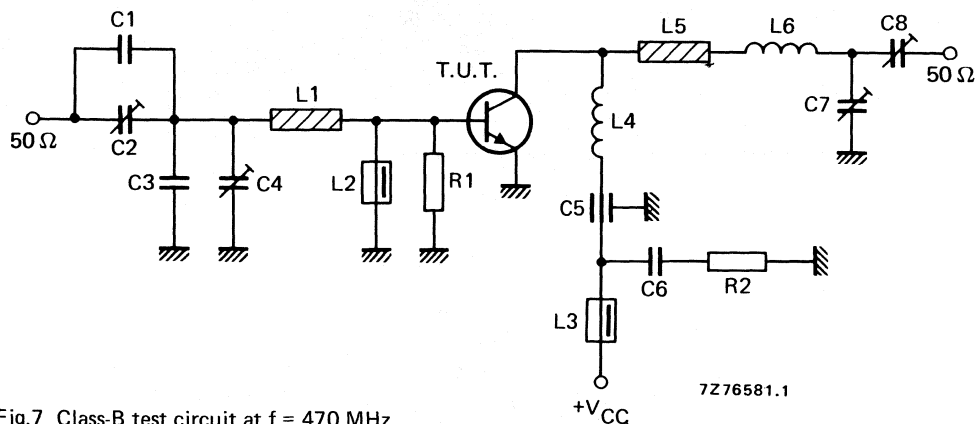 C1
50 Ω
C2
C3
C4
L1
L2
R1
T.U.T.
L4
L5
L6
C7
C8
50 Ω
C5
C6
R2
L3
+VCC
7Z76581.1
Fig.7 Class-B test circuit at f = 470 MHz